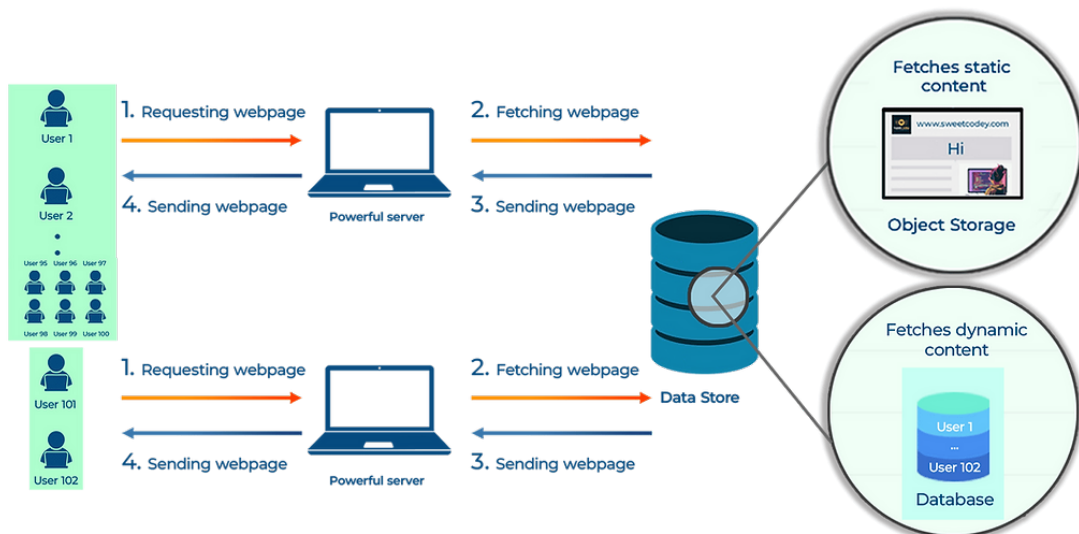 1. Requesting webpage
2. Fetching webpage
User 1
4. Sending webpage
3. Sending webpage
User 2
Powerful server
User 95 User 96 User 97
User 98 User 99 User 100
1. Requesting webpage
2. Fetching webpage
User 101
4. Sending webpage
3. Sending webpage
User 102
Powerful server
Data Store
Fetches static
content
www.sweetcodey.com
Hi
Object Storage
Fetches dynamic
content
User 1
...
User 102
Database